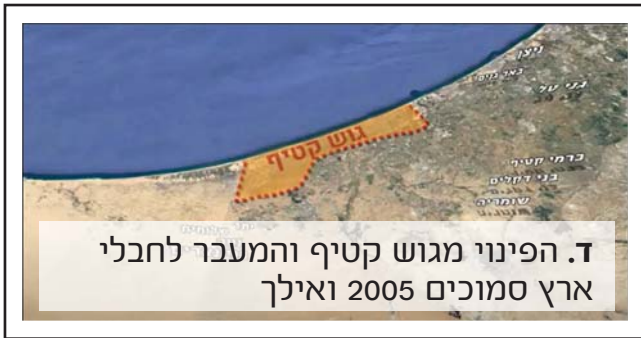 ניצן
באר גנים
גני טל
גוש קטיף
כרמי קטיף
בני דקלים
שומריה
ד. הפינוי מגוש קטיף והמעבר לחבלי
ארץ סמוכים 2005 ואילך